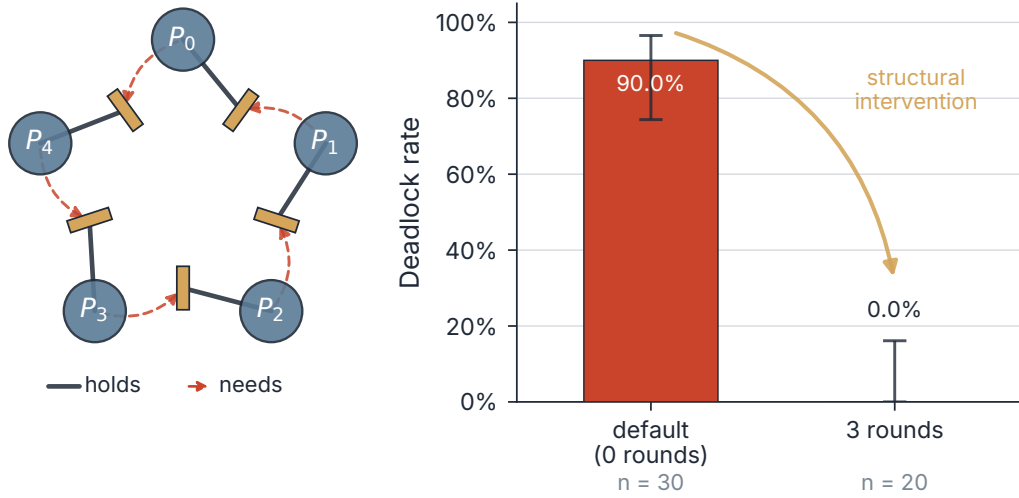 P0
P1
P2
P3
P4
holds
needs
Deadlock rate
100%
80%
60%
40%
20%
0%
90.0%
structural
intervention
0.0%
default
(0 rounds)
n = 30
3 rounds
n = 20